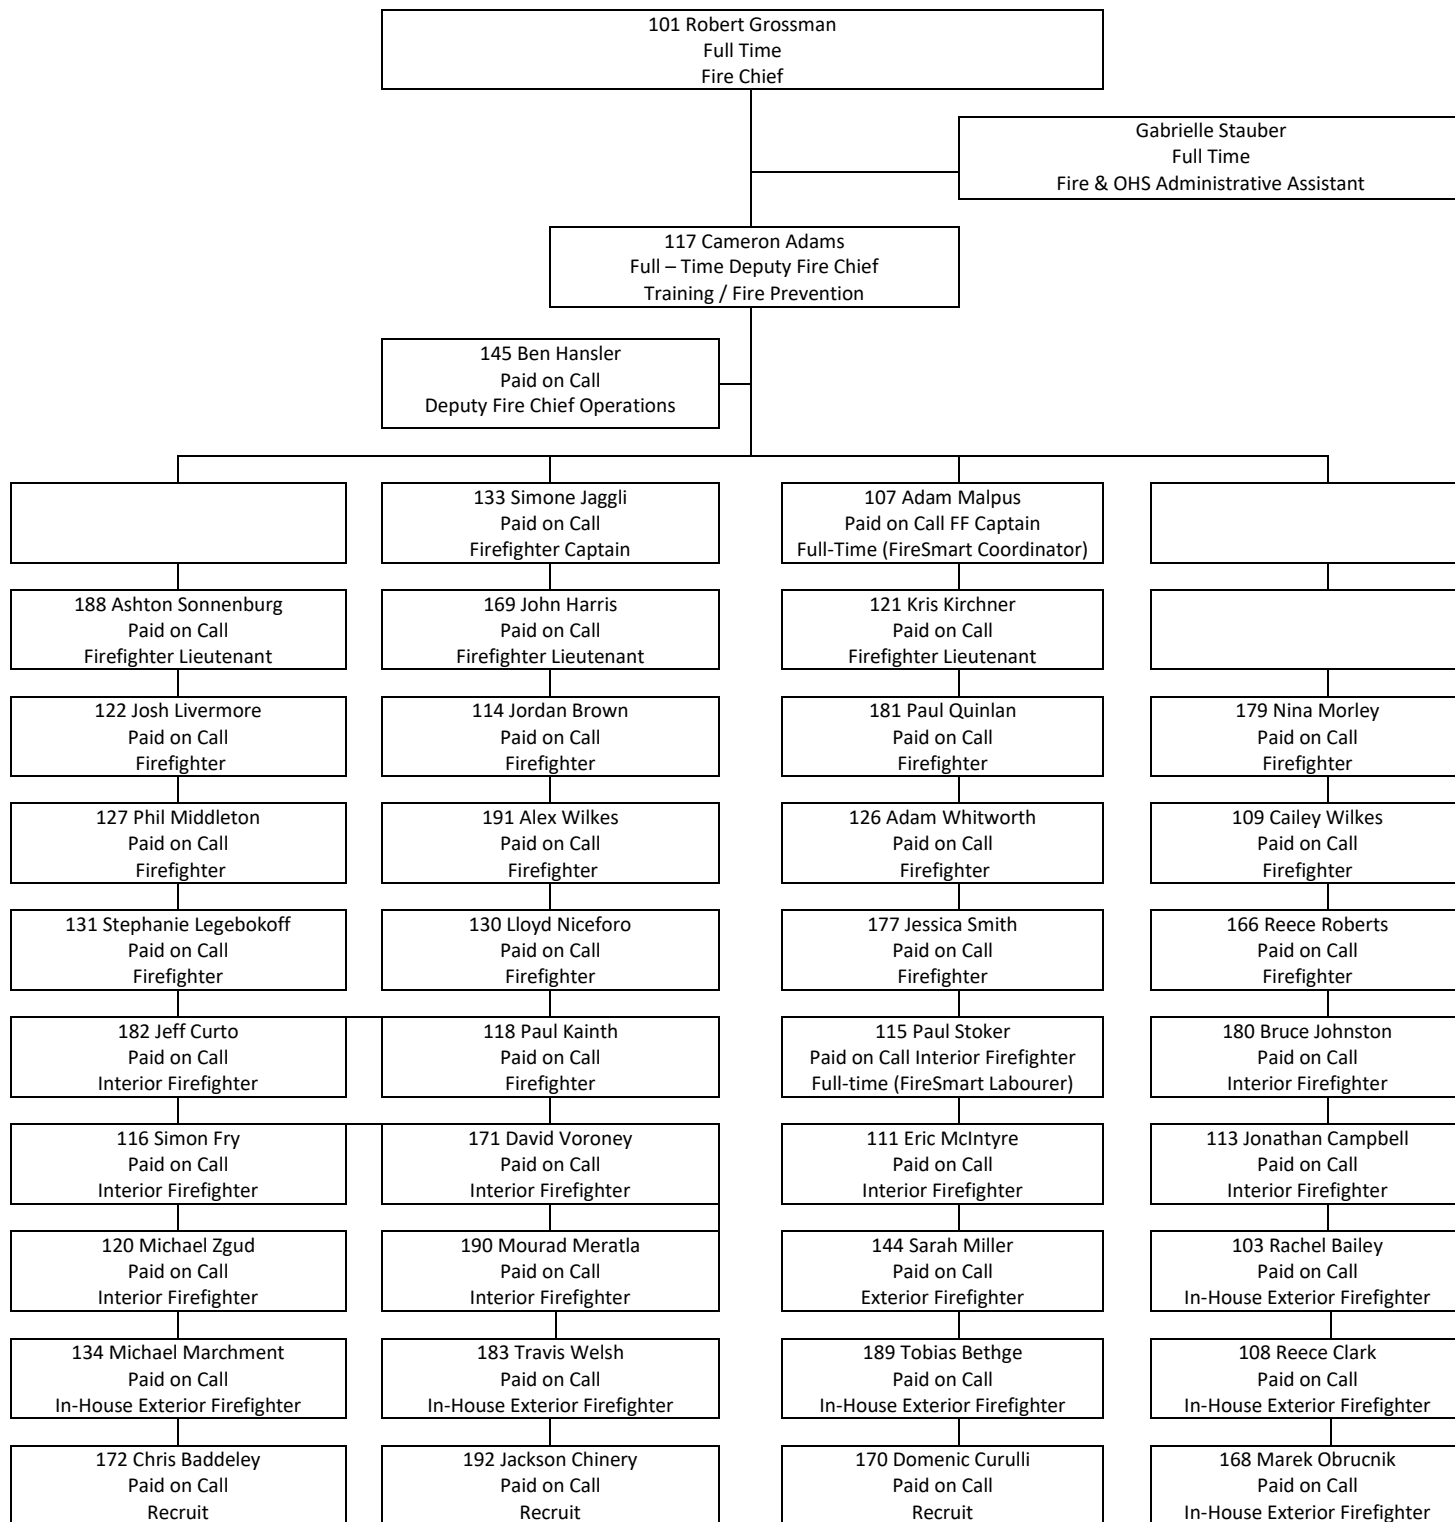 101 Robert Grossman
Full Time
Fire Chief
Gabrielle Stauber
Full Time
Fire & OHS Administrative Assistant
117 Cameron Adams
Full – Time Deputy Fire Chief
Training / Fire Prevention
145 Ben Hansler
Paid on Call
Deputy Fire Chief Operations
133 Simone Jaggli
Paid on Call
Firefighter Captain
107 Adam Malpus
Paid on Call FF Captain
Full-Time (FireSmart Coordinator)
188 Ashton Sonnenburg
Paid on Call
Firefighter Lieutenant
169 John Harris
Paid on Call
Firefighter Lieutenant
121 Kris Kirchner
Paid on Call
Firefighter Lieutenant
122 Josh Livermore
Paid on Call
Firefighter
114 Jordan Brown
Paid on Call
Firefighter
181 Paul Quinlan
Paid on Call
Firefighter
179 Nina Morley
Paid on Call
Firefighter
127 Phil Middleton
Paid on Call
Firefighter
191 Alex Wilkes
Paid on Call
Firefighter
126 Adam Whitworth
Paid on Call
Firefighter
109 Cailey Wilkes
Paid on Call
Firefighter
131 Stephanie Legebokoff
Paid on Call
Firefighter
130 Lloyd Niceforo
Paid on Call
Firefighter
177 Jessica Smith
Paid on Call
Firefighter
166 Reece Roberts
Paid on Call
Firefighter
182 Jeff Curto
Paid on Call
Interior Firefighter
118 Paul Kainth
Paid on Call
Firefighter
115 Paul Stoker
Paid on Call Interior Firefighter
Full-time (FireSmart Labourer)
180 Bruce Johnston
Paid on Call
Interior Firefighter
116 Simon Fry
Paid on Call
Interior Firefighter
171 David Voroney
Paid on Call
Interior Firefighter
111 Eric McIntyre
Paid on Call
Interior Firefighter
113 Jonathan Campbell
Paid on Call
Interior Firefighter
120 Michael Zgud
Paid on Call
Interior Firefighter
190 Mourad Meratla
Paid on Call
Interior Firefighter
144 Sarah Miller
Paid on Call
Exterior Firefighter
103 Rachel Bailey
Paid on Call
In-House Exterior Firefighter
134 Michael Marchment
Paid on Call
In-House Exterior Firefighter
183 Travis Welsh
Paid on Call
In-House Exterior Firefighter
189 Tobias Bethge
Paid on Call
In-House Exterior Firefighter
108 Reece Clark
Paid on Call
In-House Exterior Firefighter
172 Chris Baddeley
Paid on Call
Recruit
192 Jackson Chinery
Paid on Call
Recruit
170 Domenic Curulli
Paid on Call
Recruit
168 Marek Obrucnik
Paid on Call
In-House Exterior Firefighter